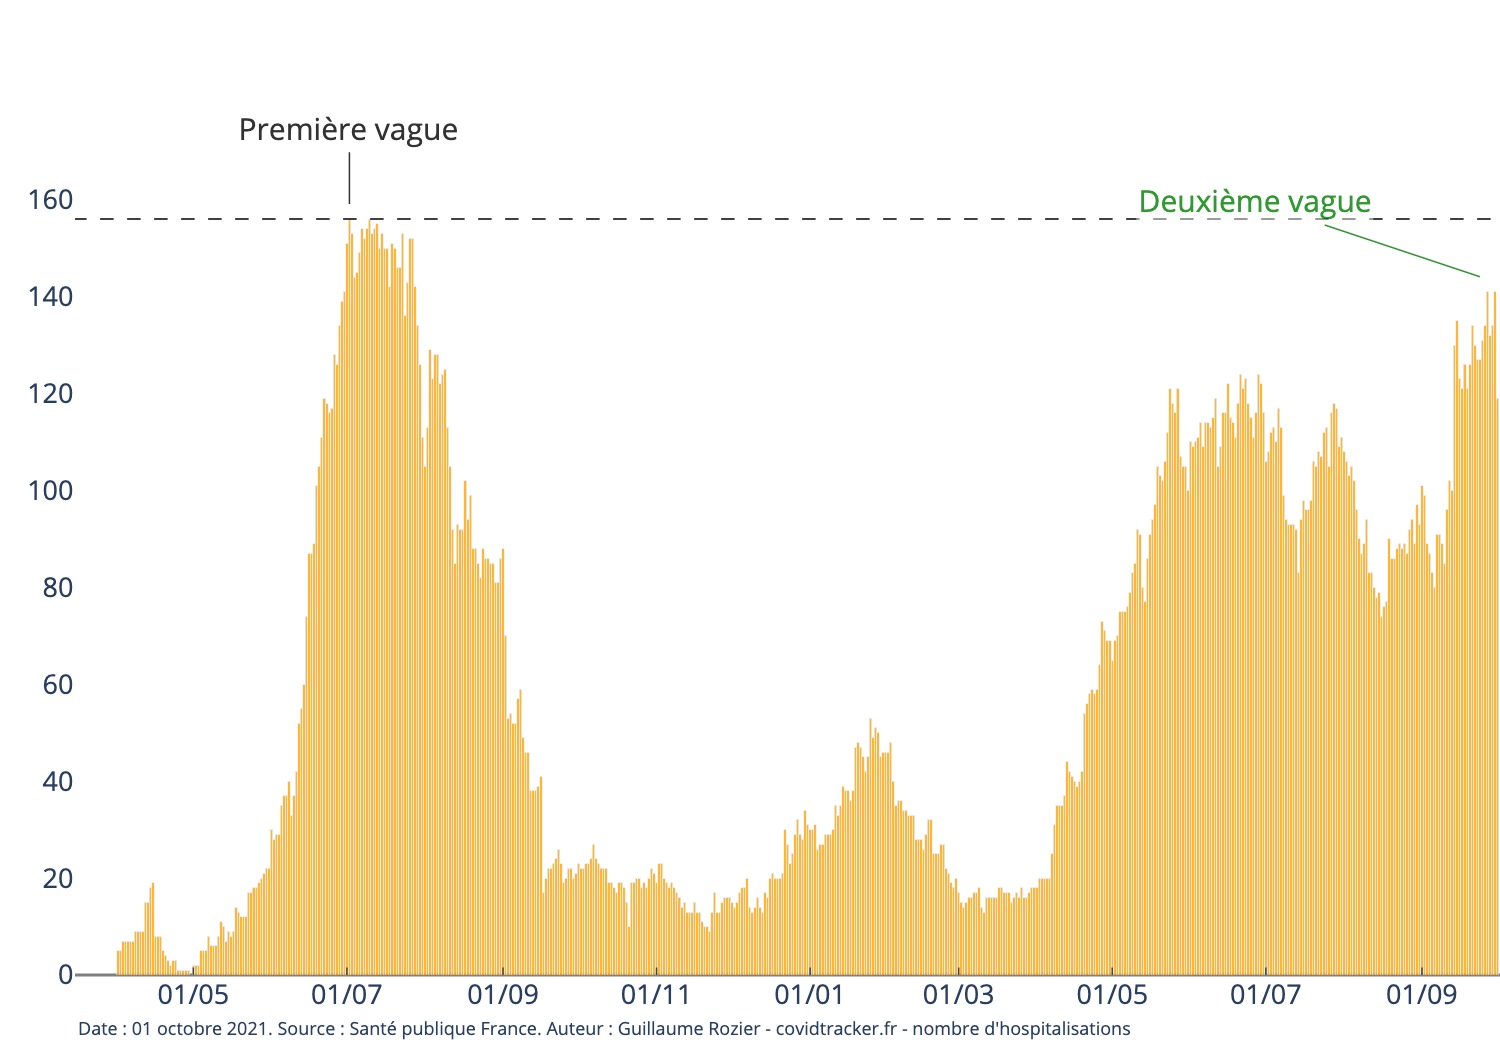 Première vague
160
Deuxième vague
140
120
100
80
60
40
20
0
01/05 01/07 01/09 01/11 01/01 01/03 01/05 01/07 01/09
Date : 01 octobre 2021. Source : Santé publique France. Auteur : Guillaume Rozier - covidtracker.fr - nombre d'hospitalisations